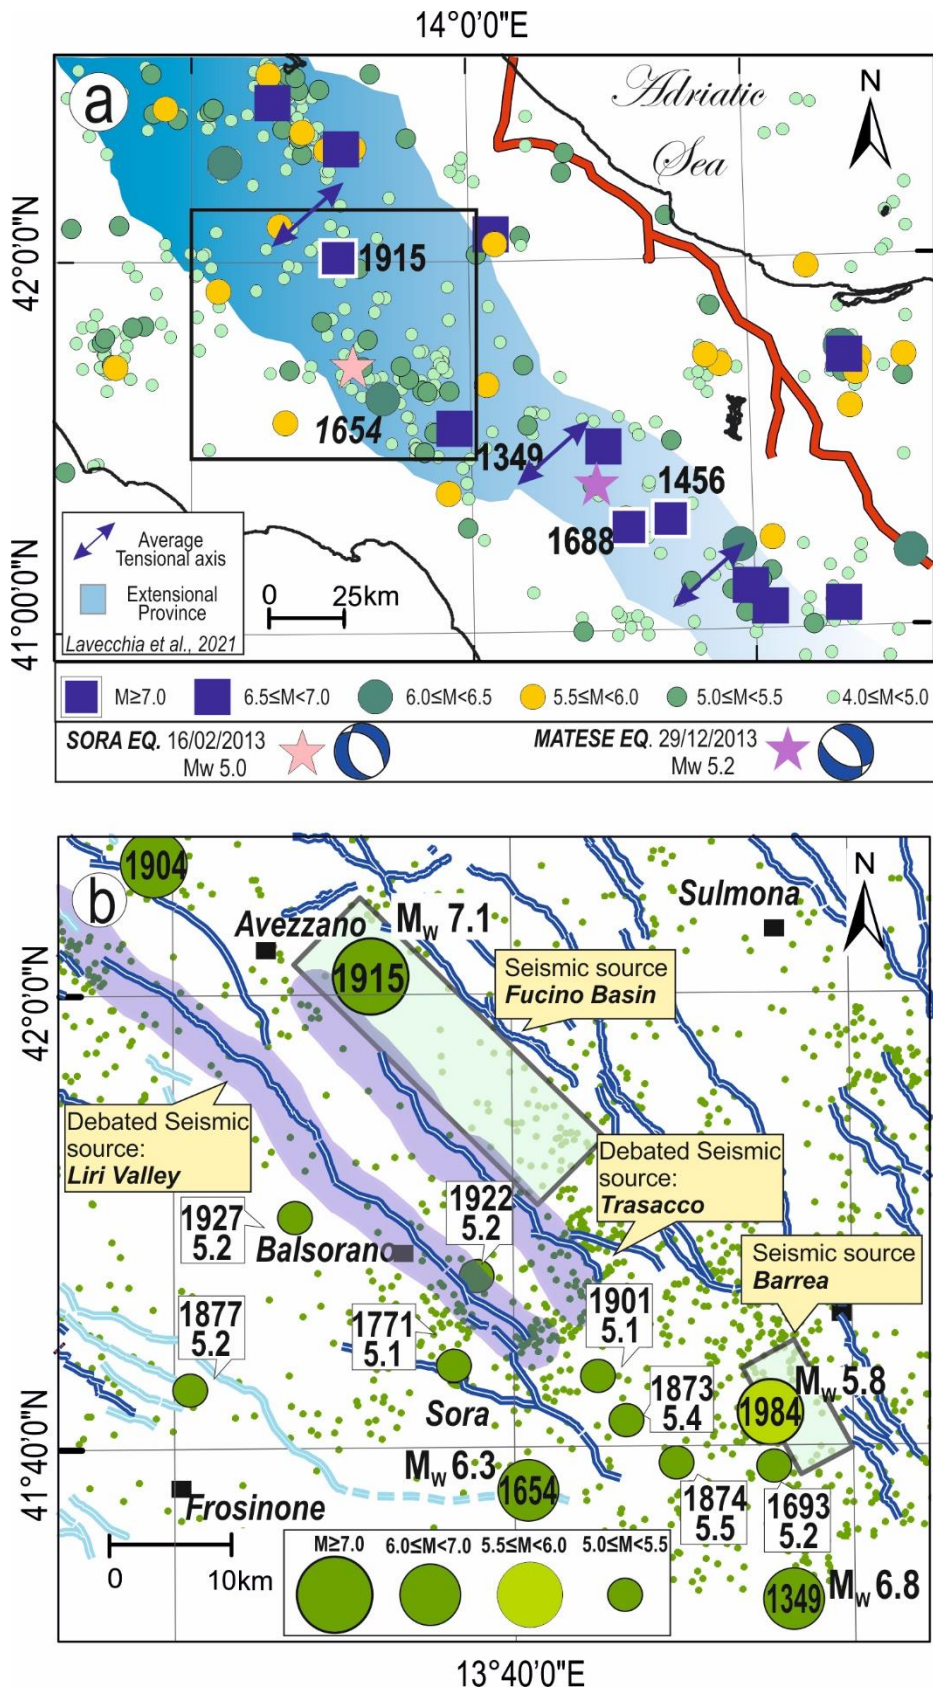 14°0'0"E
a
Adriatic
Sea
N
42°0'0"N
1915
1654
1349
1456
1688
Average
Tensional axis
Extensional
Province
Lavecchia et al., 2021
0 25km
41°0'0"N
M≥7.0 6.5≤M<7.0 6.0≤M<6.5 5.5≤M<6.0 5.0≤M<5.5 4.0≤M<5.0
SORA EQ. 16/02/2013
Mw 5.0
MATESE EQ. 29/12/2013
Mw 5.2
b
1904
N
Sulmona
Avezzano
Mw 7.1
1915
Seismic source
Fucino Basin
42°0'0"N
Debated Seismic
source:
Liri Valley
Debated Seismic
source:
Trasacco
1927
5.2
1922
5.2
Balsorano
Seismic source
Barrea
1877
5.2
1771
5.1
1901
5.1
Sora
1873
5.4
Mw 5.8
1984
41°40'0"N
Mw 6.3
1654
1874
5.5
1693
5.2
Frosinone
0 10km
M≥7.0 6.0≤M<7.0 5.5≤M<6.0 5.0≤M<5.5
1349
Mw 6.8
13°40'0"E